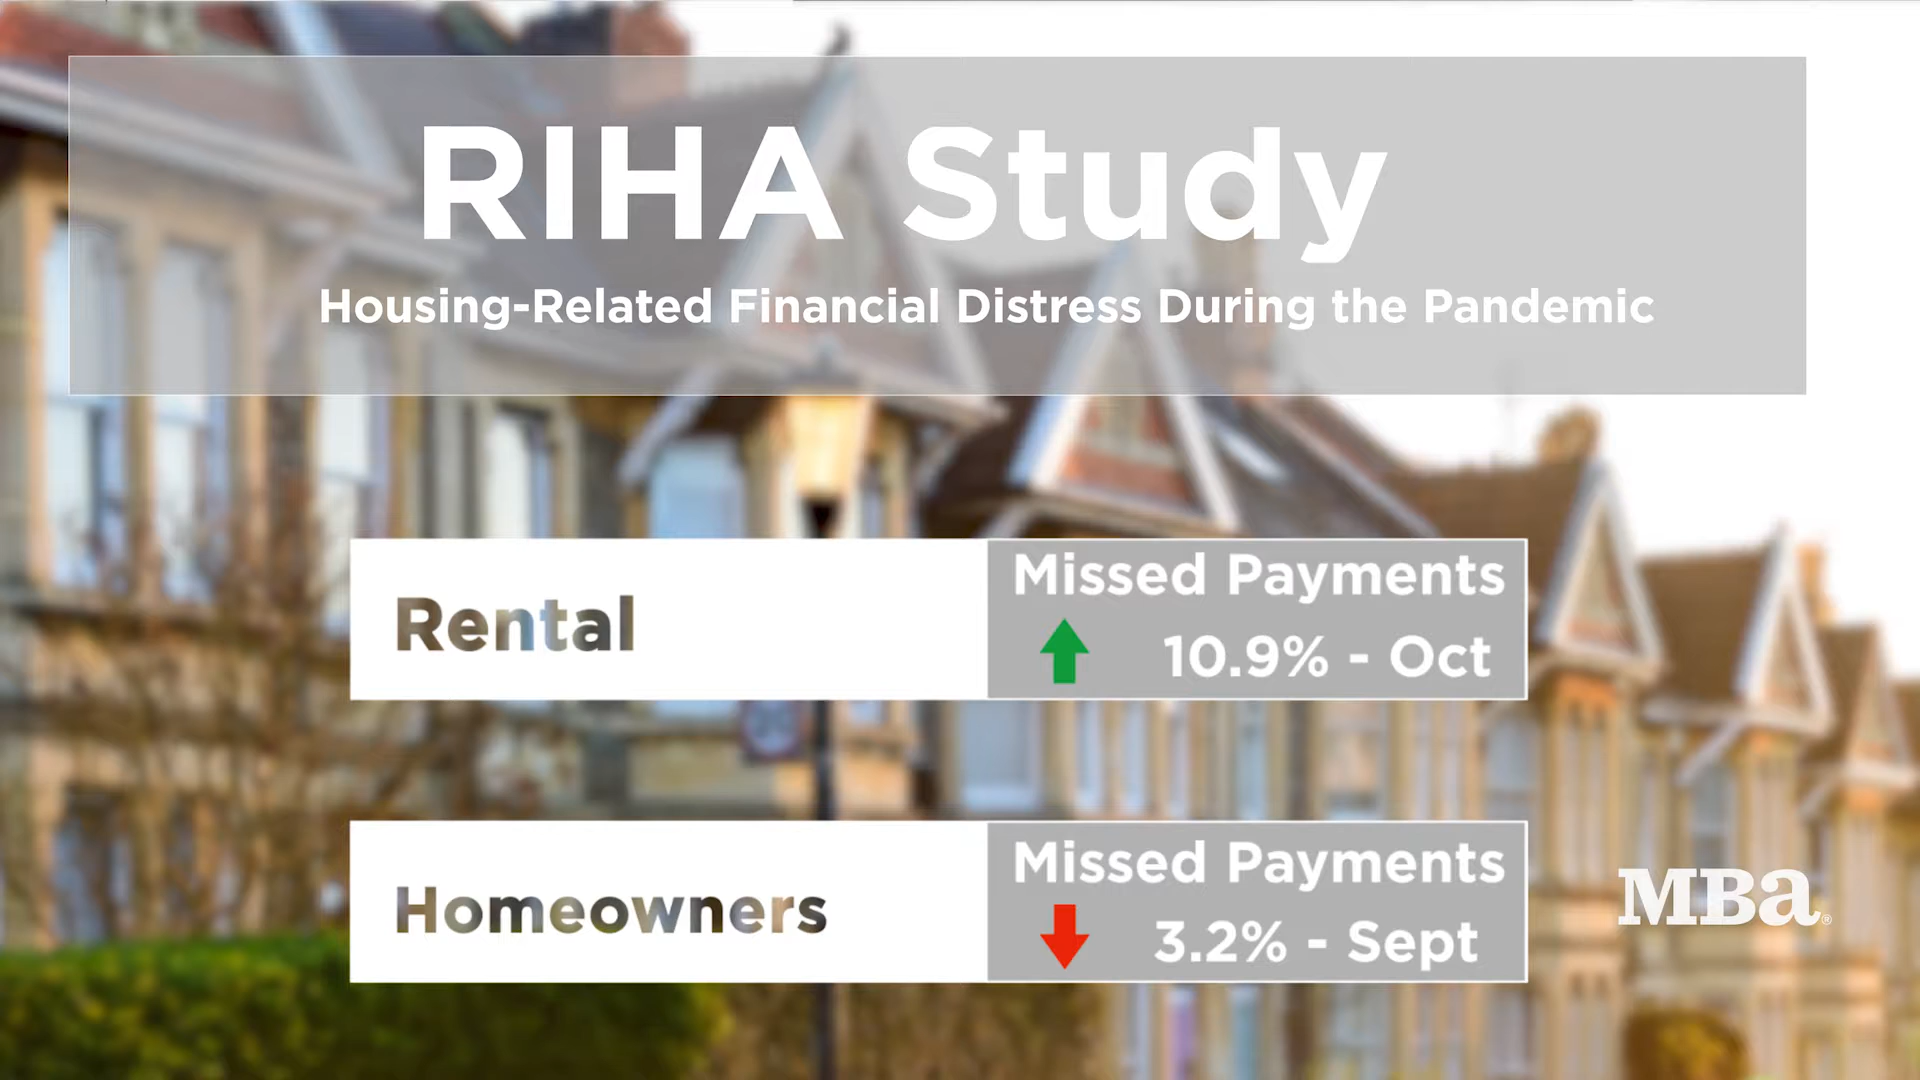 RIHA Study
Housing-Related Financial Distress During the Pandemic
Rental
Missed Payments
10.9% - Oct
Homeowners
Missed Payments
3.2% - Sept
MBa®